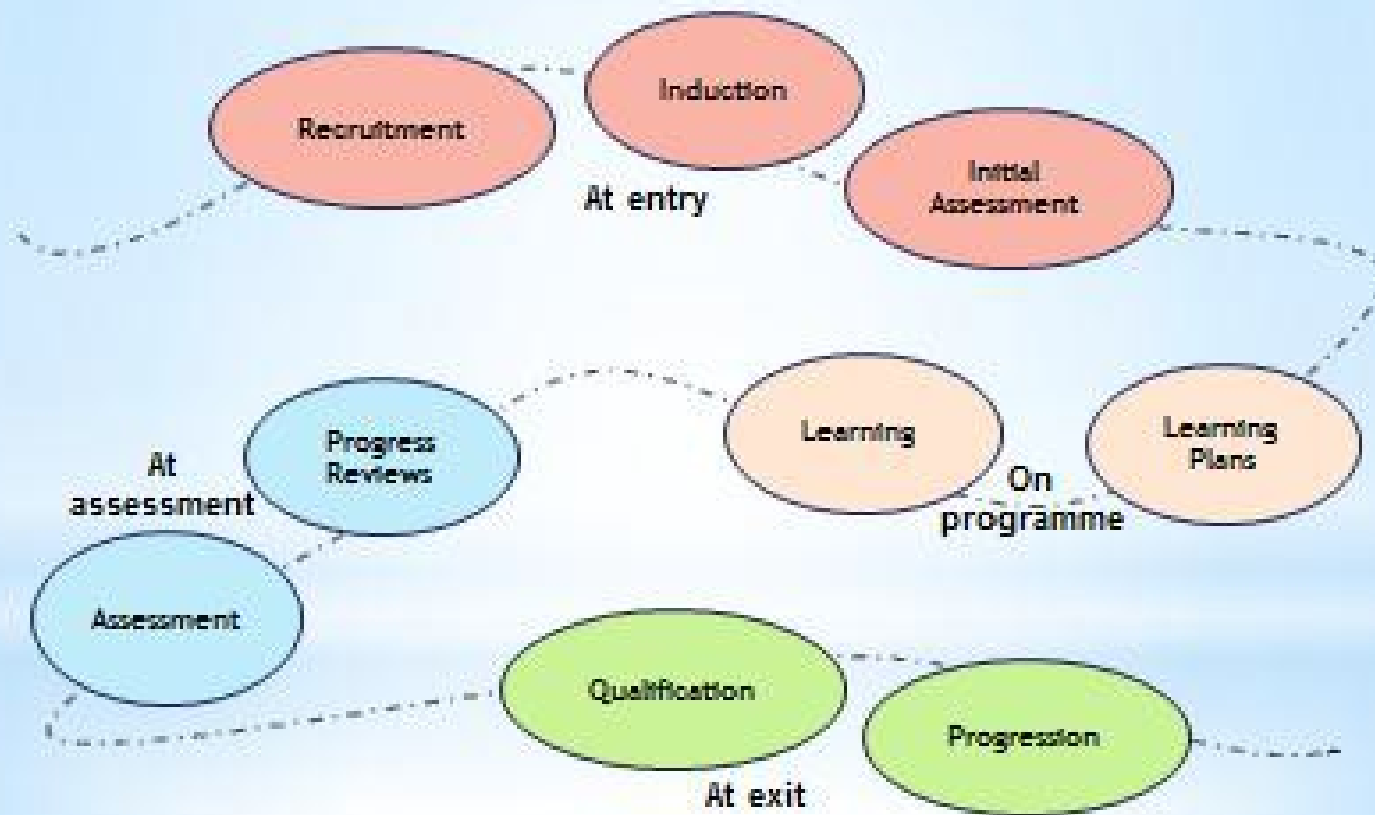 Recruitment
Induction
Initial
Assessment
At entry
Learning
Plans
On
programme
Learning
Progress
Reviews
At
assessment
Assessment
Qualification
Progression
At exit